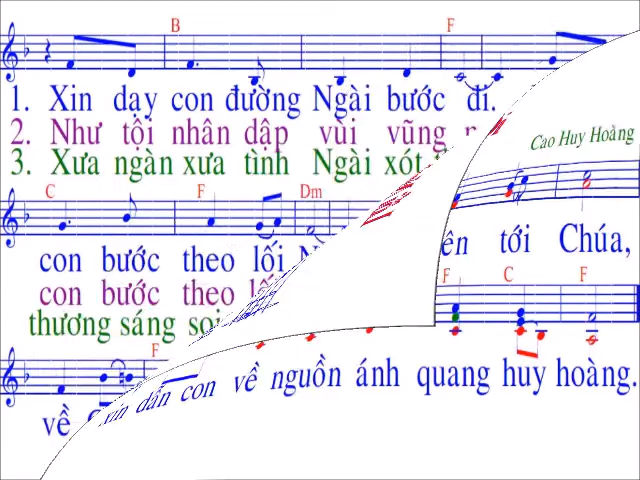 B F
1. Xin dạy con đường Ngài bước đi.
2. Như tội nhân dập vùi vũng
3. Xưa ngàn xưa tình Ngài xót
Cao Huy Hoàng
C F Dm
con bước theo lối
tới Chúa,
con bước theo lối
F C F
thương sáng soi
F
xin dẫn con về nguồn ánh quang huy hoàng.
về